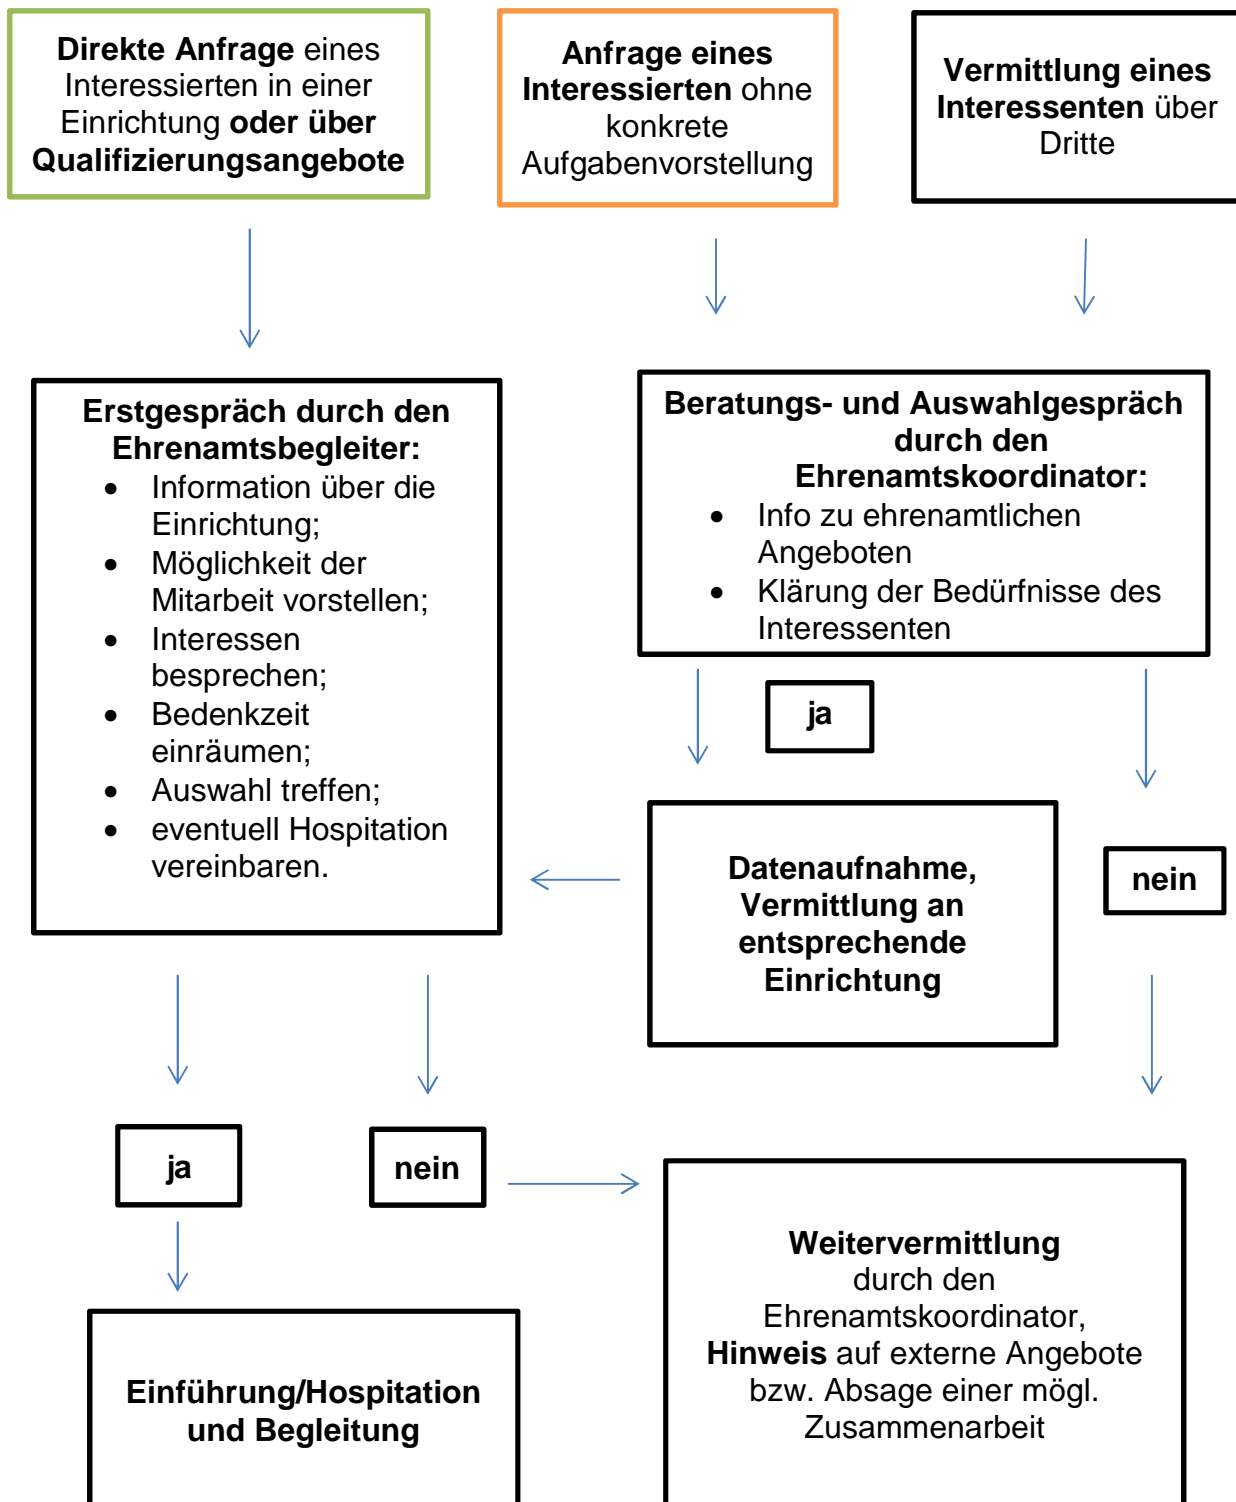 Direkte Anfrage eines
Interessierten in einer
Einrichtung oder über
Qualifizierungsangebote
Anfrage eines
Interessierten ohne
konkrete
Aufgabenvorstellung
Vermittlung eines
Interessenten über
Dritte
Erstgespräch durch den
Ehrenamtsbegleiter:
• Information über die
Einrichtung;
• Möglichkeit der
Mitarbeit vorstellen;
• Interessen
besprechen;
• Bedenkzeit
einräumen;
• Auswahl treffen;
• eventuell Hospitation
vereinbaren.
Beratungs- und Auswahlgespräch
durch den
Ehrenamtskoordinator:
• Info zu ehrenamtlichen
Angeboten
• Klärung der Bedürfnisse des
Interessenten
ja
Datenaufnahme,
Vermittlung an
entsprechende
Einrichtung
nein
ja
nein
Weitervermittlung
durch den
Ehrenamtskoordinator,
Hinweis auf externe Angebote
bzw. Absage einer mögl.
Zusammenarbeit
Einführung/Hospitation
und Begleitung